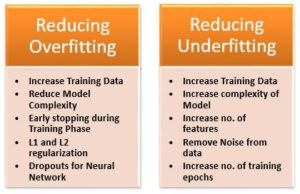 Reducing
Overfitting
• Increase Training Data
• Reduce Model
Complexity
• Early stopping during
Training Phase
• L1 and L2
regularization
• Dropouts for Neural
Network
Reducing
Underfitting
• Increase Training Data
• Increase complexity of
Model
• Increase no. of
features
• Remove Noise from
data
• Increase no. of training
epochs